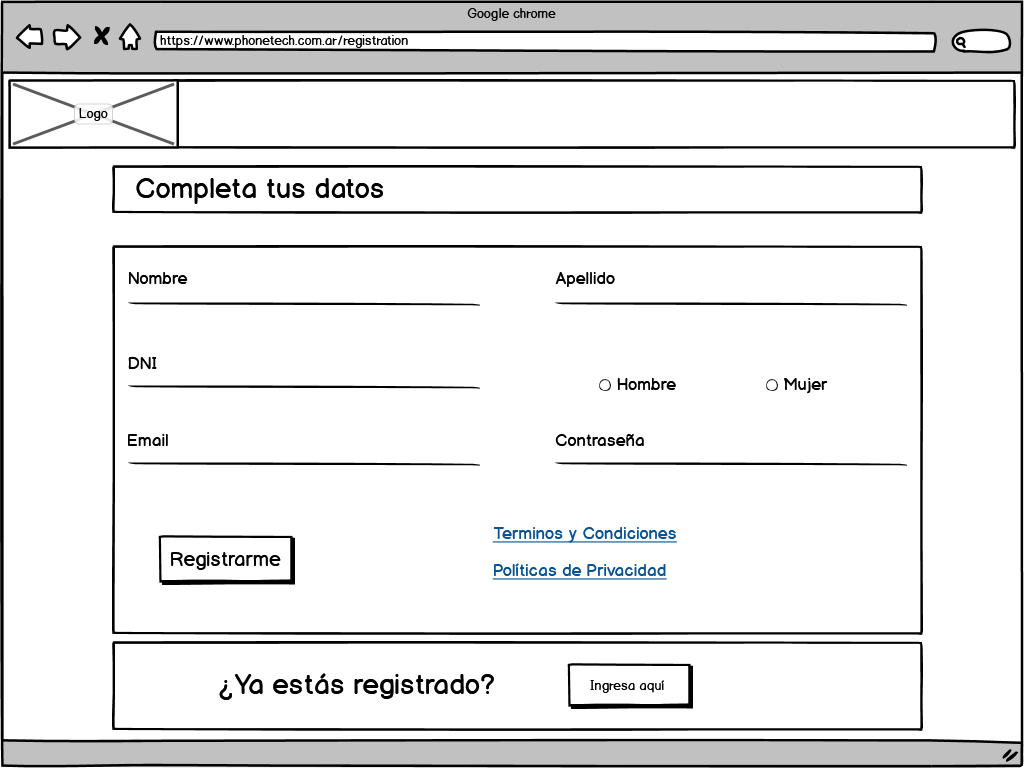 Google chrome
https://www.phonetech.com.ar/registration
Logo
Completa tus datos
Nombre
Apellido
DNI
Hombre
Mujer
Email
Contraseña
Terminos y Condiciones
Registrarme
Políticas de Privacidad
¿Ya estás registrado?
Ingresa aquí